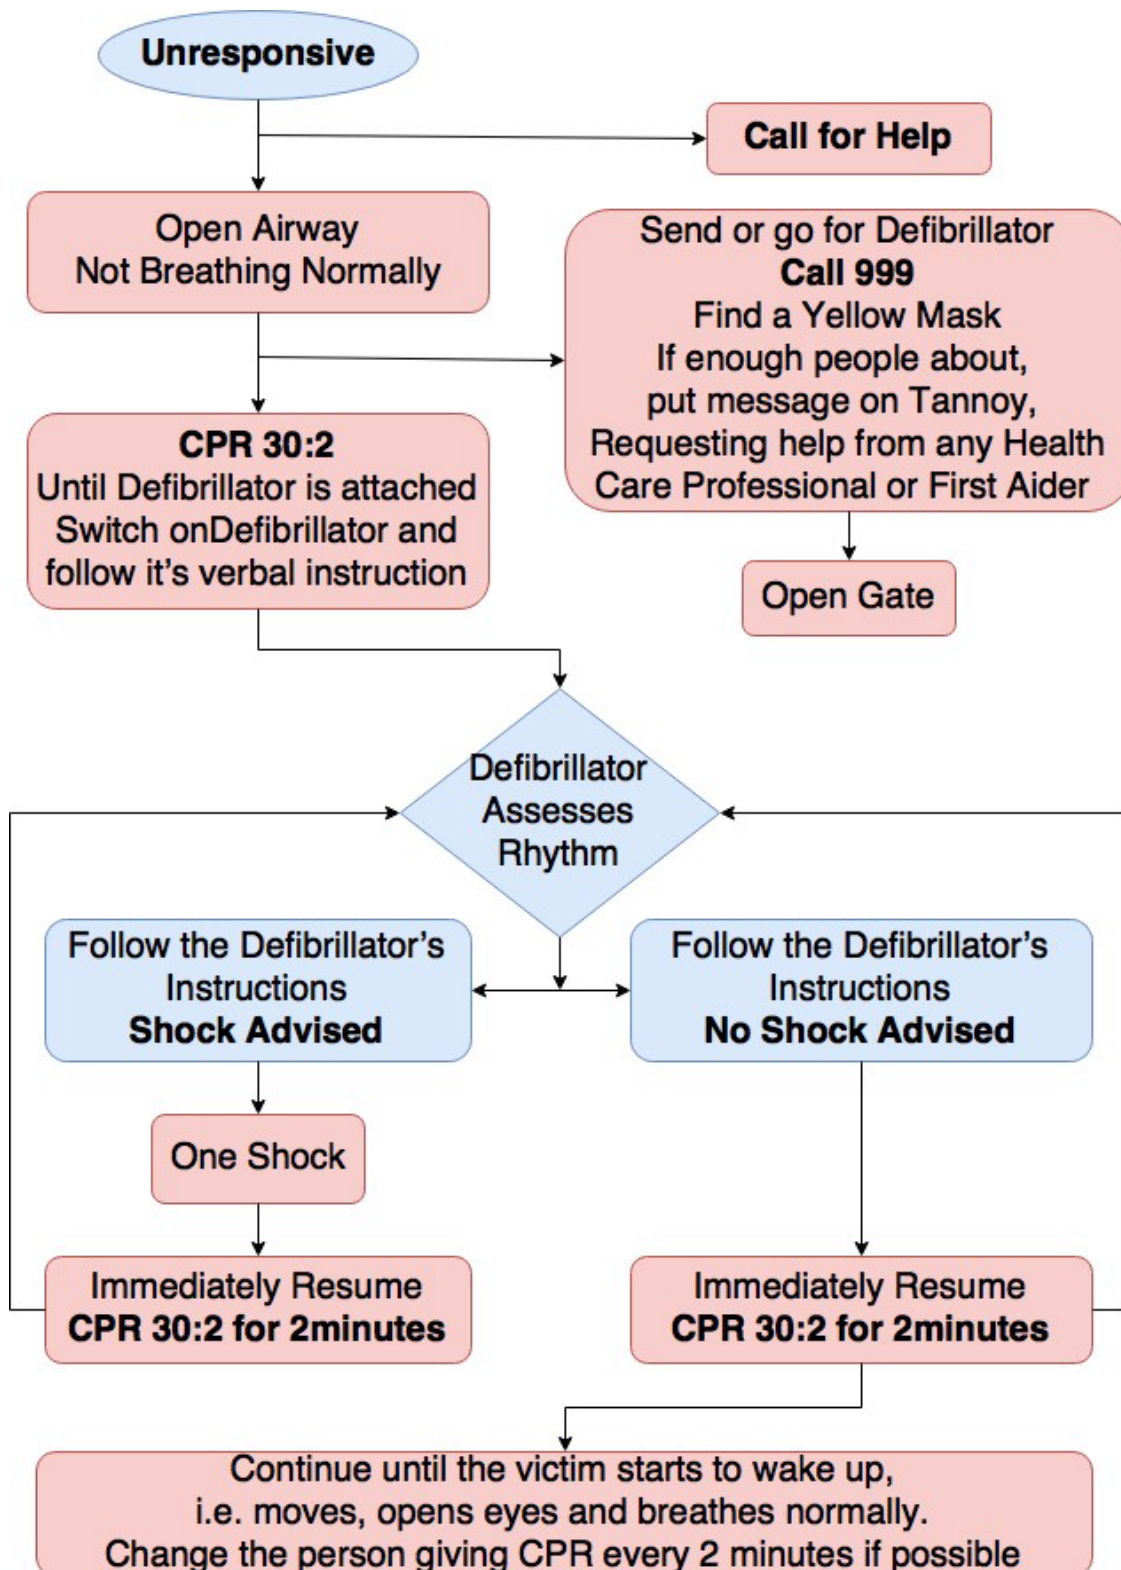 Unresponsive
Call for Help
Open Airway
Not Breathing Normally
Send or go for Defibrillator
Call 999
Find a Yellow Mask
If enough people about,
put message on Tannoy,
Requesting help from any Health
Care Professional or First Aider
CPR 30:2
Until Defibrillator is attached
Switch onDefibrillator and
follow it's verbal instruction
Open Gate
Defibrillator
Assesses
Rhythm
Follow the Defibrillator's
Instructions
Shock Advised
Follow the Defibrillator's
Instructions
No Shock Advised
One Shock
Immediately Resume
CPR 30:2 for 2minutes
Immediately Resume
CPR 30:2 for 2minutes
Continue until the victim starts to wake up,
i.e. moves, opens eyes and breathes normally.
Change the person giving CPR every 2 minutes if possible